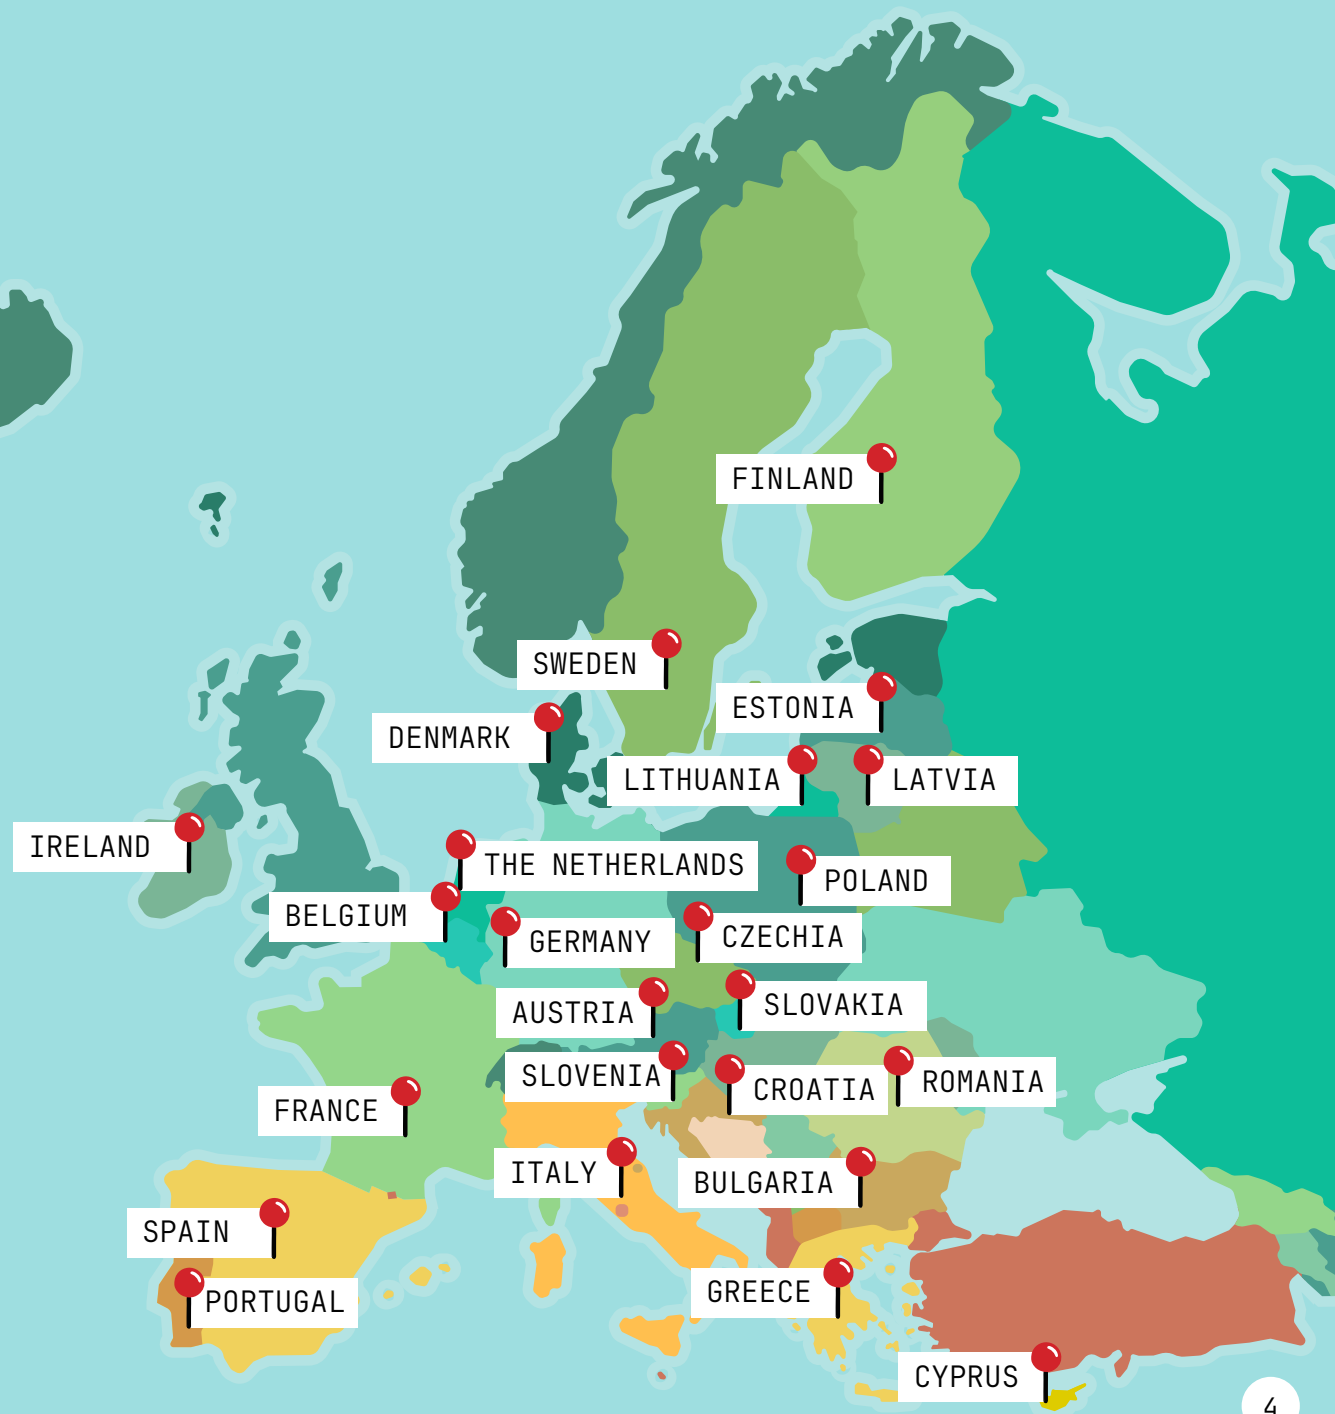 FINLAND
SWEDEN
ESTONIA
DENMARK
LITHUANIA
LATVIA
IRELAND
THE NETHERLANDS
POLAND
BELGIUM
GERMANY
CZECHIA
AUSTRIA
SLOVAKIA
SLOVENIA
CROATIA
ROMANIA
FRANCE
ITALY
BULGARIA
SPAIN
PORTUGAL
GREECE
CYPRUS
4